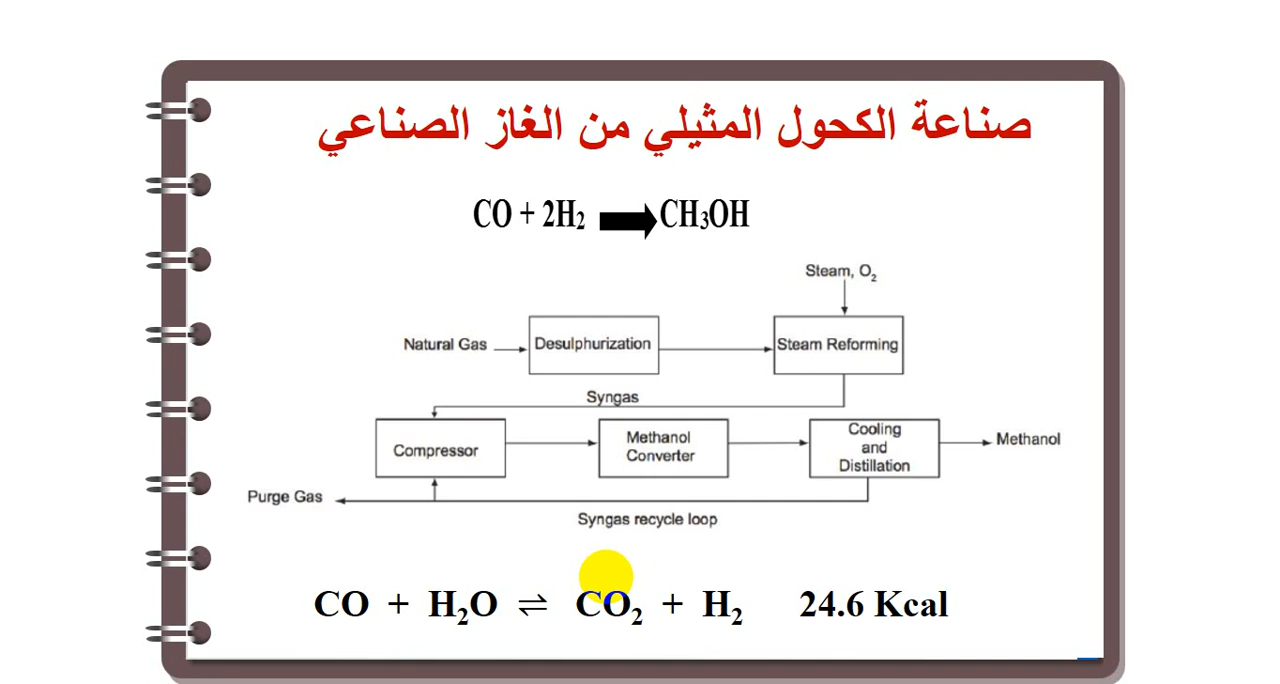 صناعة الكحول المثيلي من الغاز الصناعي
CO + 2H₂ ➡ CH₃OH
Steam, O₂
Natural Gas
Desulphurization
Steam Reforming
Syngas
Compressor
Methanol
Converter
Cooling
and
Distillation
Methanol
Purge Gas
Syngas recycle loop
CO + H₂O ⇌ CO₂ + H₂ 24.6 Kcal